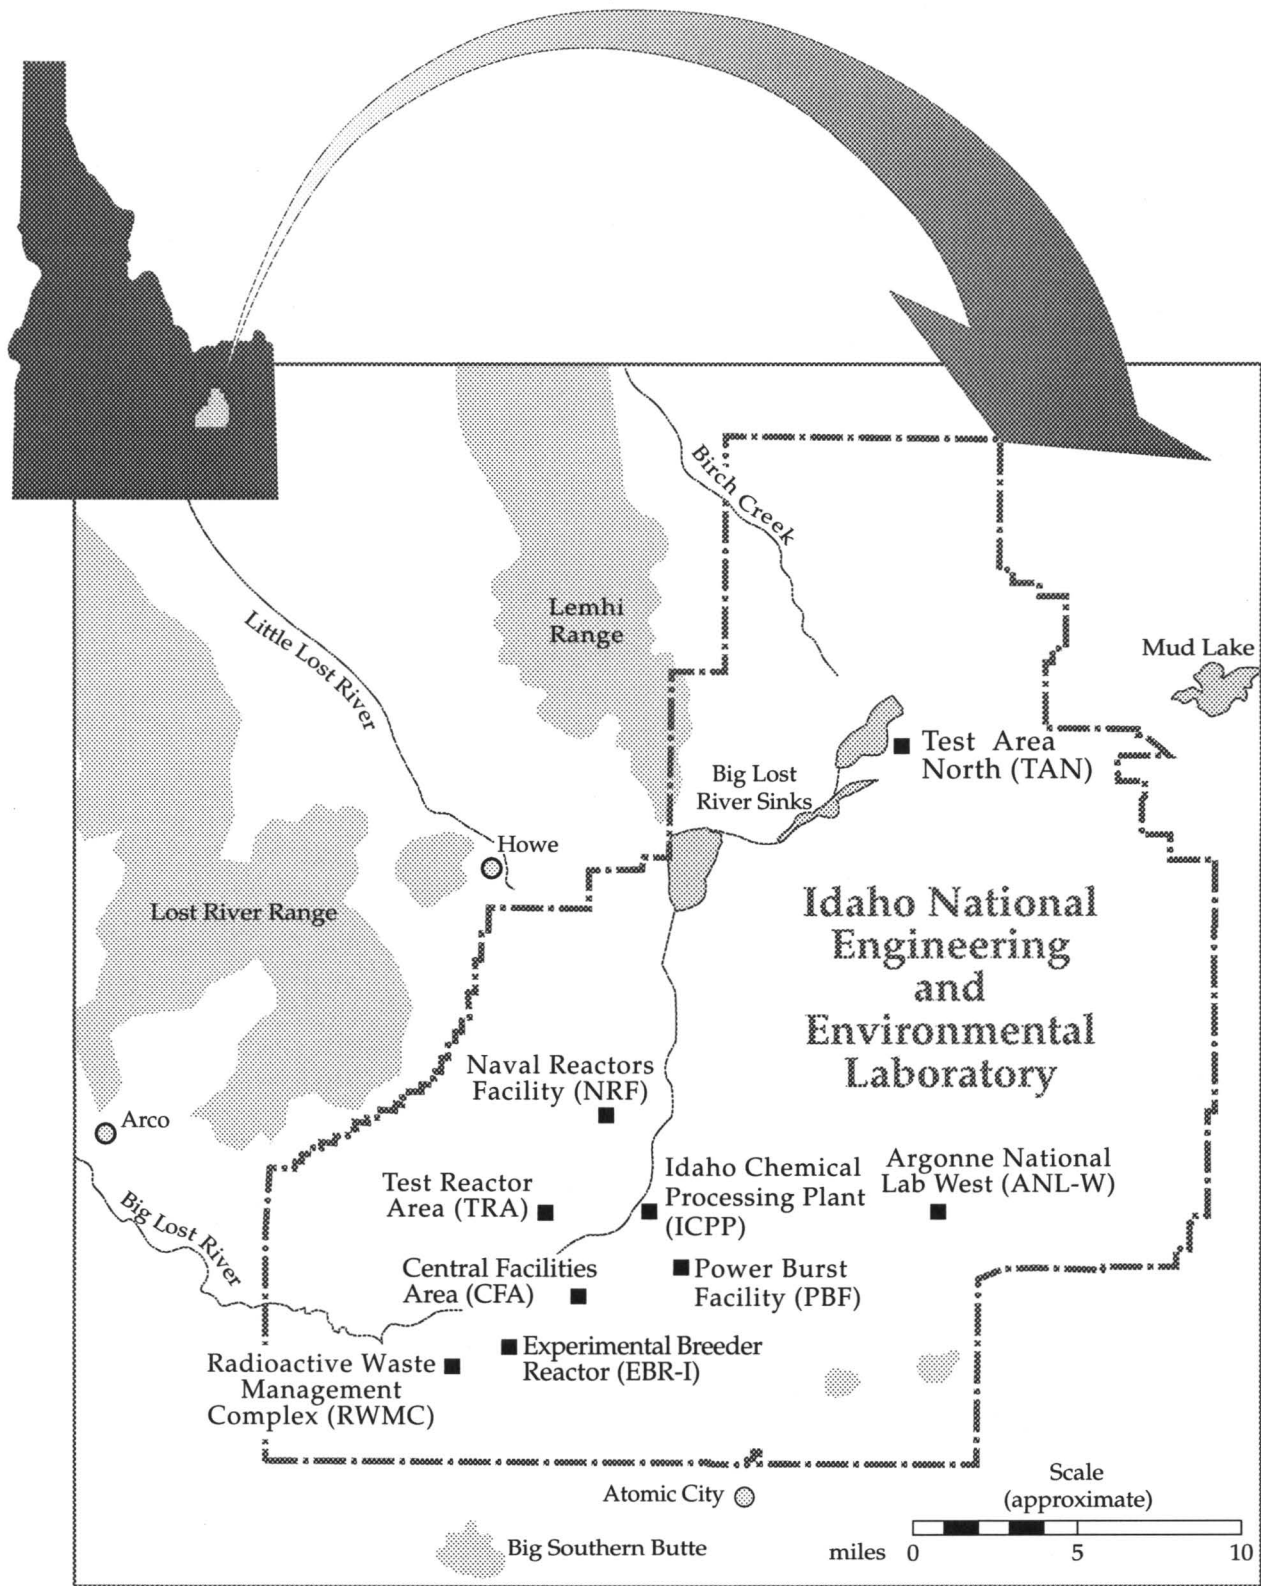 Birch Creek
Little Lost River
Lemhi
Range
Mud Lake
Test Area
North (TAN)
Big Lost
River Sinks
Howe
Lost River Range
Idaho National
Engineering
and
Environmental
Laboratory
Naval Reactors
Facility (NRF)
Arco
Big Lost River
Test Reactor
Area (TRA)
Idaho Chemical
Processing Plant
(ICPP)
Argonne National
Lab West (ANL-W)
Central Facilities
Area (CFA)
Power Burst
Facility (PBF)
Experimental Breeder
Reactor (EBR-I)
Radioactive Waste
Management
Complex (RWMC)
Atomic City
Big Southern Butte
Scale
(approximate)
miles 0 5 10